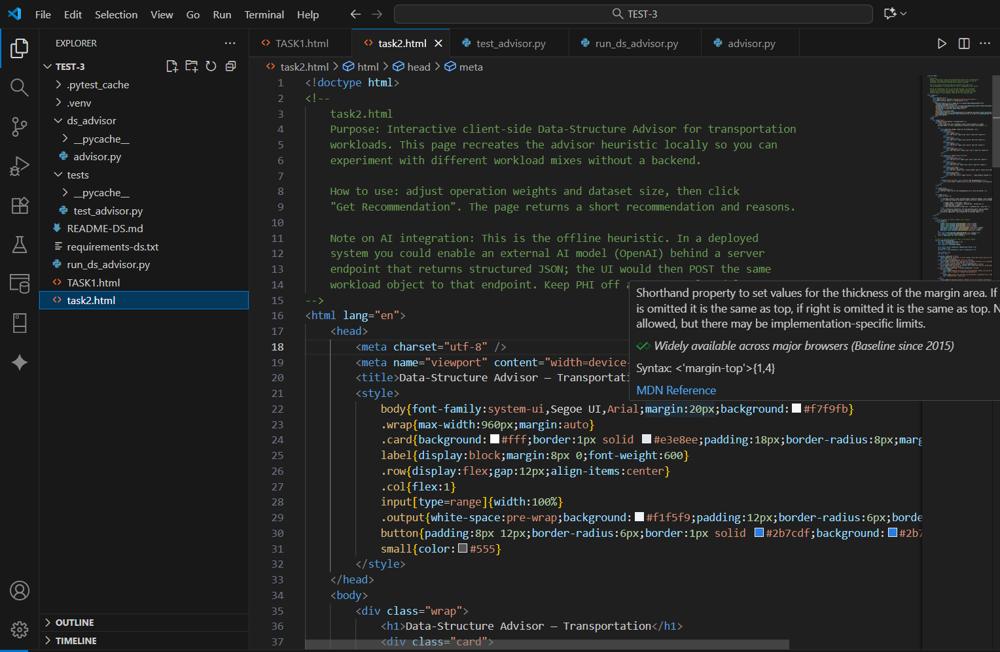 File Edit Selection View Go Run Terminal Help
TEST-3
EXPLORER
TEST-3
.pytest_cache
.venv
ds_advisor
__pycache__
advisor.py
tests
__pycache__
test_advisor.py
README-DS.md
requirements-ds.txt
run_ds_advisor.py
TASK1.html
task2.html
OUTLINE
TIMELINE
TASK1.html task2.html test_advisor.py run_ds_advisor.py advisor.py
task2.html > html > head > meta
1 <!doctype html>
2 <!--
3 task2.html
4 Purpose: Interactive client-side Data-Structure Advisor for transportation
5 workloads. This page recreates the advisor heuristic locally so you can
6 experiment with different workload mixes without a backend.
7
8 How to use: adjust operation weights and dataset size, then click
9 "Get Recommendation". The page returns a short recommendation and reasons.
10
11 Note on AI integration: This is the offline heuristic. In a deployed
12 system you could enable an external AI model (OpenAI) behind a server
13 endpoint that returns structured JSON; the UI would then POST the same
14 workload object to that endpoint. Keep PHI off
15 -->
16 <html lang="en">
17 <head>
18 <meta charset="utf-8" />
19 <meta name="viewport" content="width=device-
20 <title>Data-Structure Advisor — Transportati
21 <style>
22 body{font-family:system-ui,Segoe UI,Arial;margin:20px;background:#f7f9fb}
23 .wrap{max-width:960px;margin:auto}
24 .card{background:#fff;border:1px solid #e3e8ee;padding:18px;border-radius:8px;marg
25 label{display:block;margin:8px 0;font-weight:600}
26 .row{display:flex;gap:12px;align-items:center}
27 .col{flex:1}
28 input[type=range]{width:100%}
29 .output{white-space:pre-wrap;background:#f1f5f9;padding:12px;border-radius:6px;borde
30 button{padding:8px 12px;border-radius:6px;border:1px solid #2b7cdf;background:#2b7
31 small{color:#555}
32 </style>
33 </head>
34 <body>
35 <div class="wrap">
36 <h1>Data-Structure Advisor — Transportation</h1>
37 <div class="card">
Shorthand property to set values for the thickness of the margin area. If
is omitted it is the same as top, if right is omitted it is the same as top. N
allowed, but there may be implementation-specific limits.
Widely available across major browsers (Baseline since 2015)
Syntax: <'margin-top'>{1,4}
MDN Reference